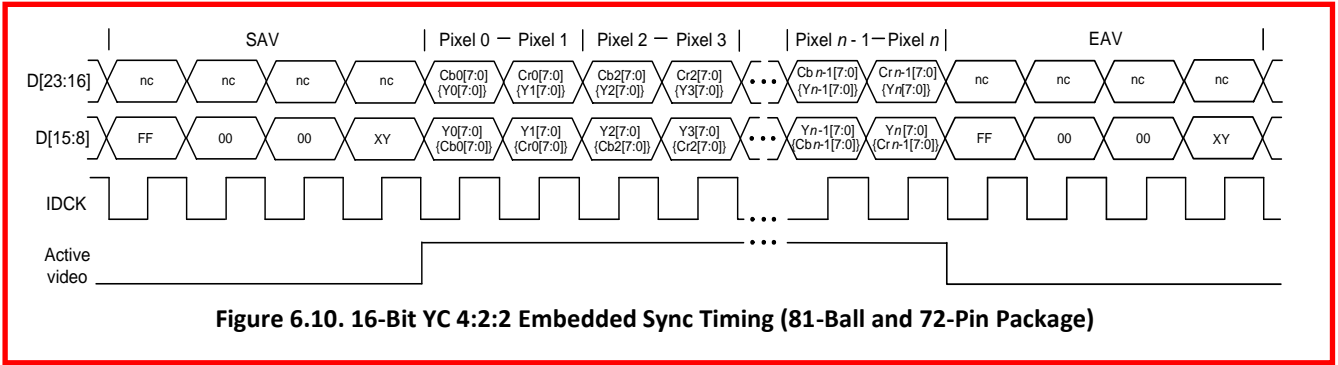 SAV Pixel 0 — Pixel 1 Pixel 2 — Pixel 3 Pixel n - 1—Pixel n EAV
D[23:16] nc nc nc nc Cb0[7:0] Cr0[7:0] Cb2[7:0] Cr2[7:0] ••• Cb n-1[7:0] Cr n-1[7:0] nc nc nc nc
{Y0[7:0]} {Y1[7:0]} {Y2[7:0]} {Y3[7:0]} {Yn-1[7:0]} {Yn[7:0]}
D[15:8] FF 00 00 XY Y0[7:0] Y1[7:0] Y2[7:0] Y3[7:0] Yn-1[7:0] Yn[7:0] FF 00 00 XY
{Cb0[7:0]} {Cr0[7:0]} {Cb2[7:0]} {Cr2[7:0]} {Cb n-1[7:0]} {Cr n-1[7:0]}
IDCK •••
Active •••
video
Figure 6.10. 16-Bit YC 4:2:2 Embedded Sync Timing (81-Ball and 72-Pin Package)